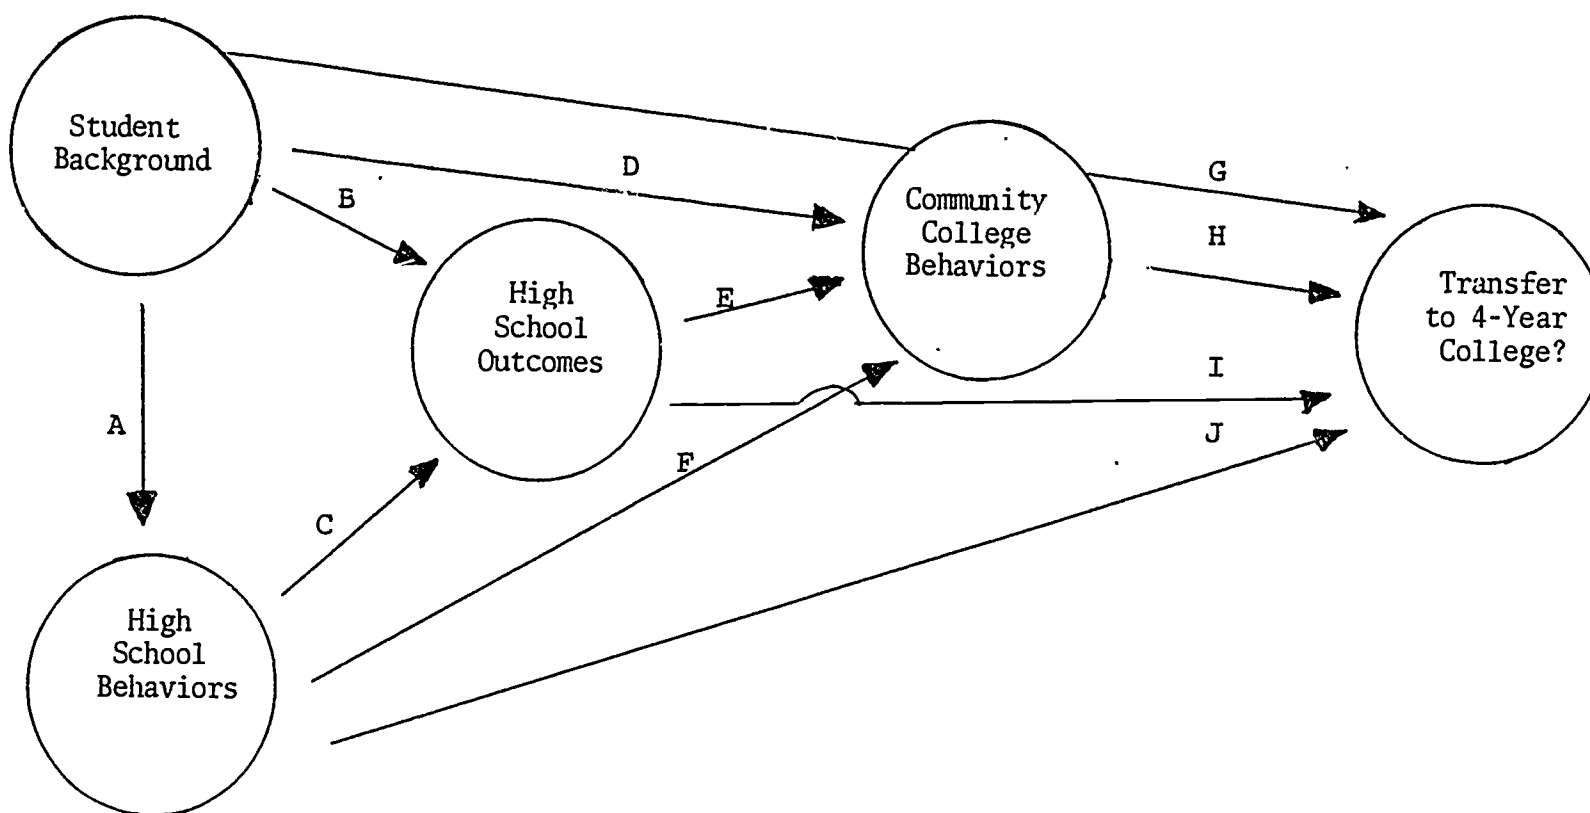 Student
Background
B
D
G
Community
College
Behaviors
H
High
School
Outcomes
E
Transfer
to 4-Year
College?
I
A
J
F
C
High
School
Behaviors